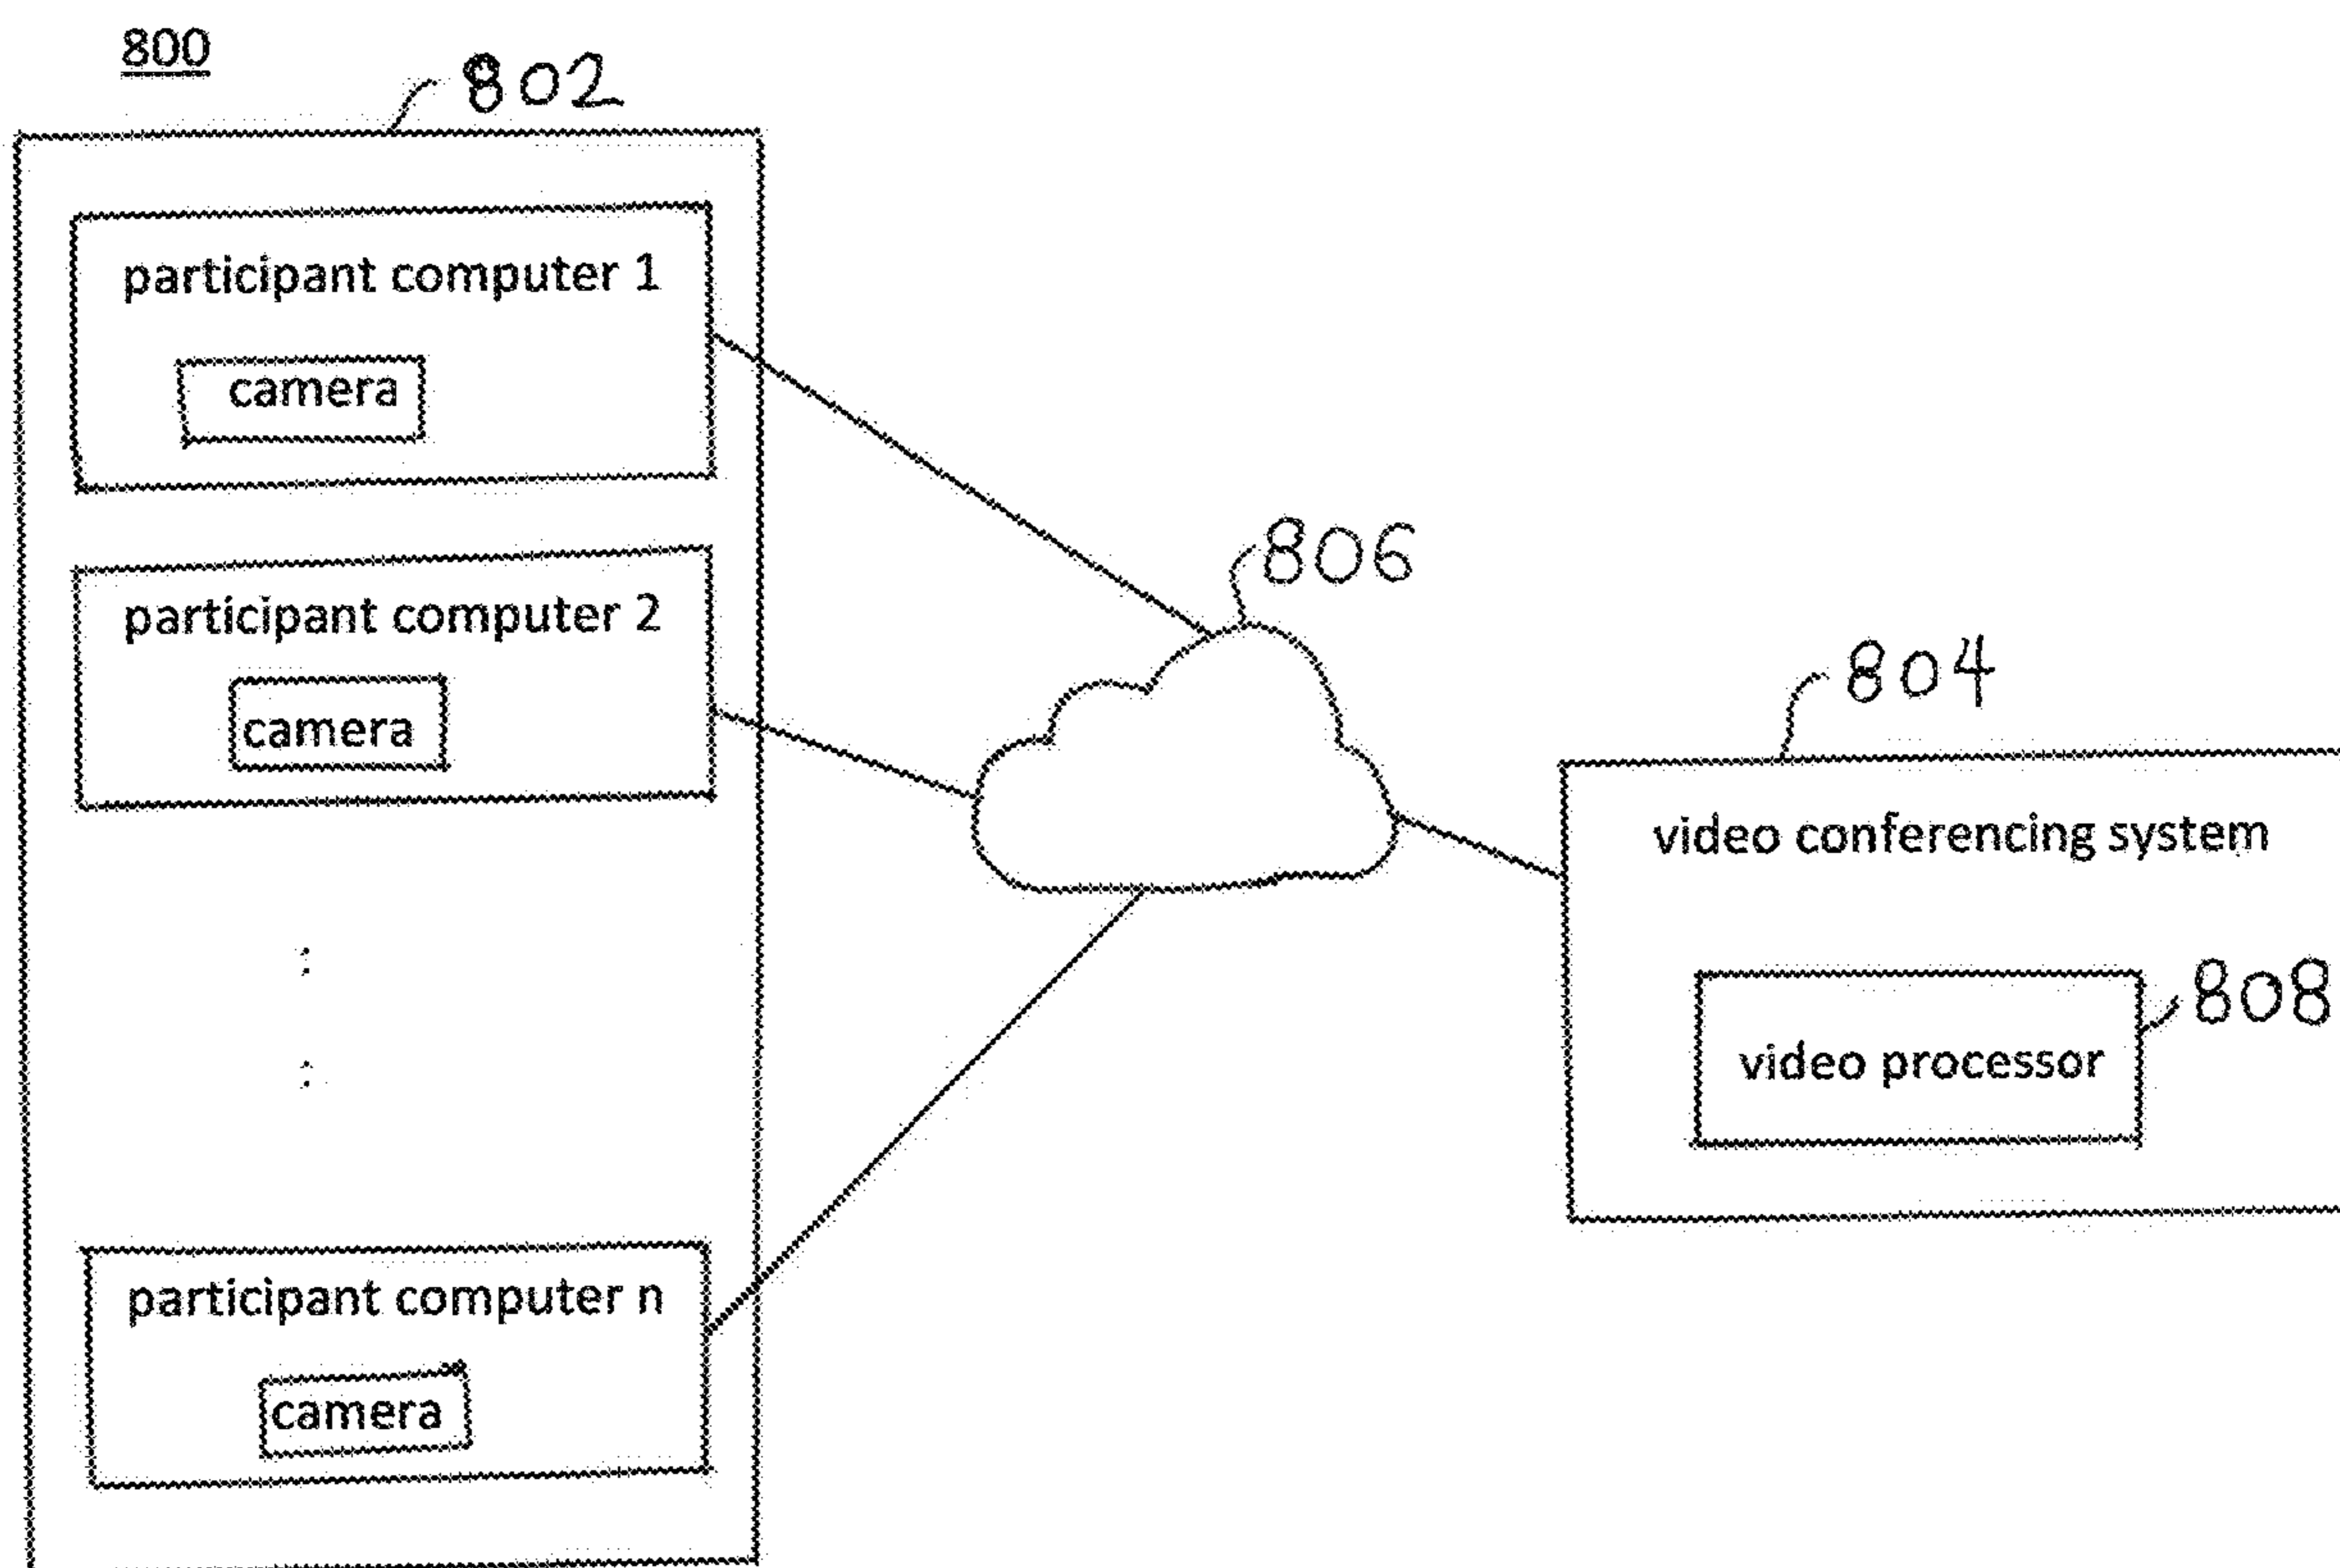 800
802
participant computer 1
camera
participant computer 2
camera
:
:
participant computer n
camera
806
804
video conferencing system
video processor
808